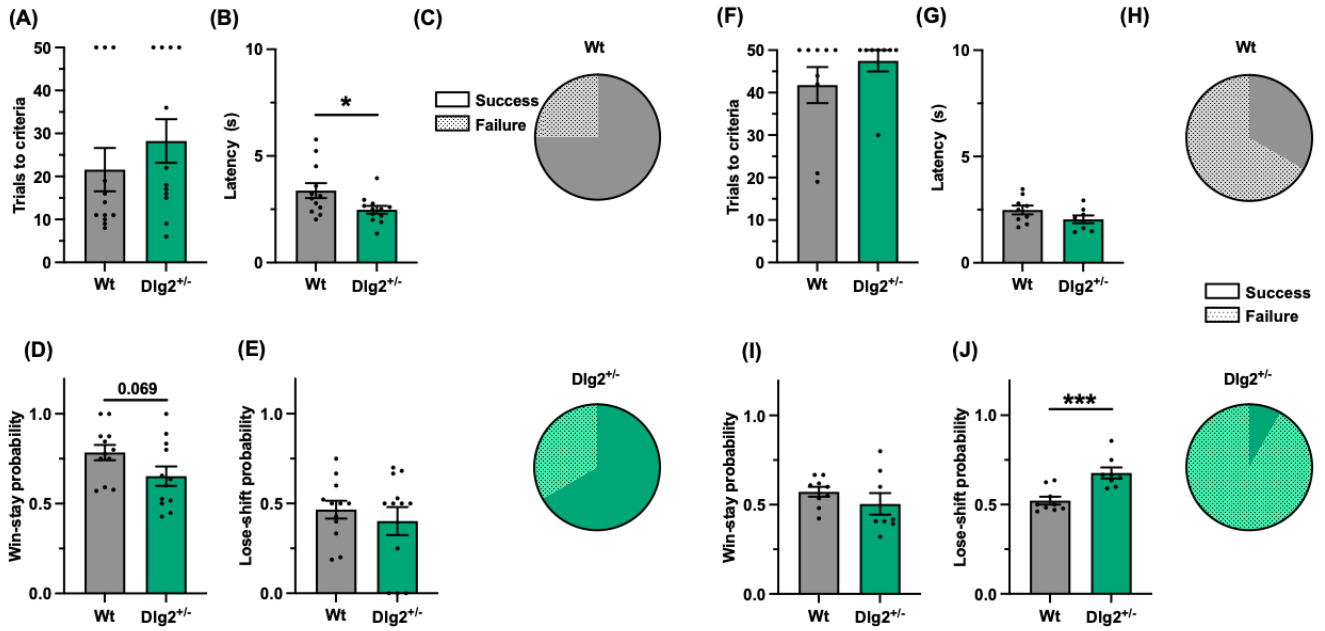 (A)
Trials to criteria
50
40
30
20
10
0
Wt
Dlg2+/-
(B)
Latency (s)
10
5
0
*
Wt
Dlg2+/-
(C)
Wt
Success
Failure
Dlg2+/-
(D)
Win-stay probability
1.0
0.5
0.0
0.069
Wt
Dlg2+/-
(E)
Lose-shift probability
1.0
0.5
0.0
Wt
Dlg2+/-
(F)
Trials to criteria
50
40
30
20
10
0
Wt
Dlg2+/-
(G)
Latency (s)
10
5
0
Wt
Dlg2+/-
(H)
Wt
Success
Failure
Dlg2+/-
(I)
Win-stay probability
1.0
0.5
0.0
Wt
Dlg2+/-
(J)
Lose-shift probability
1.0
0.5
0.0
***
Wt
Dlg2+/-